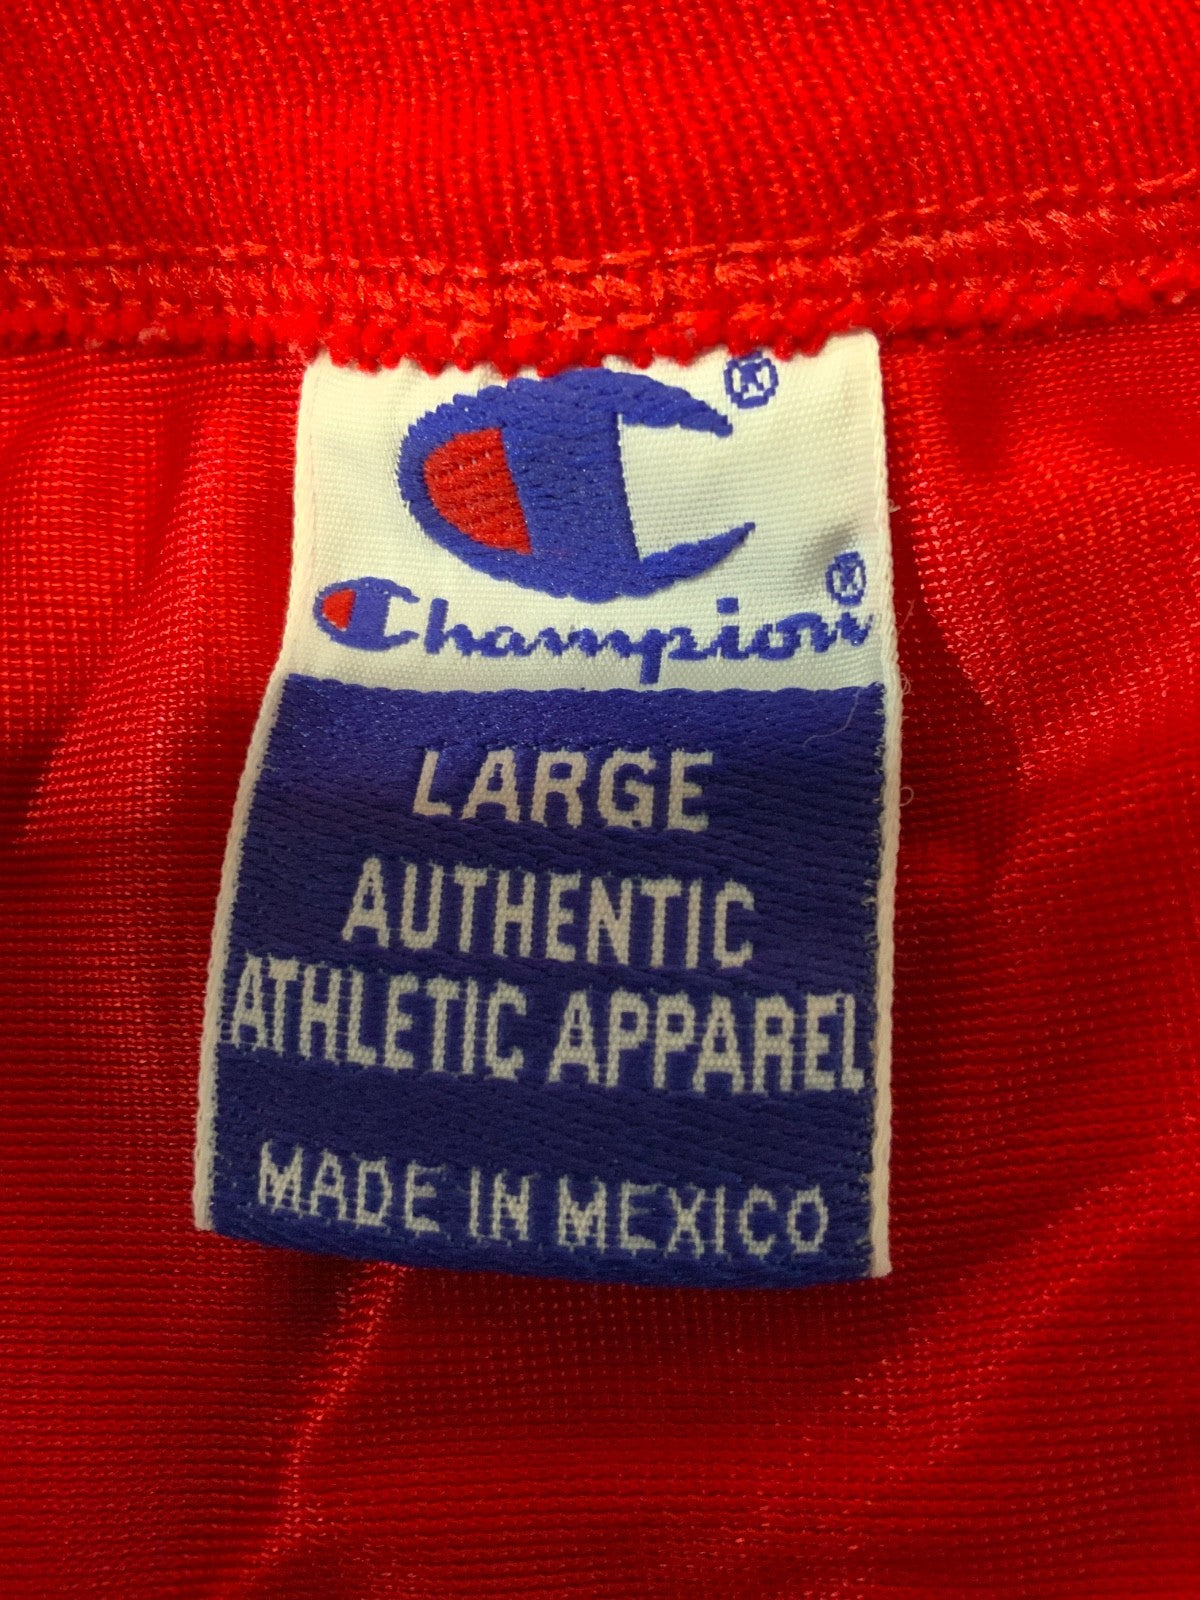 C®
Champion®
LARGE
AUTHENTIC
ATHLETIC APPAREL
MADE IN MEXICO